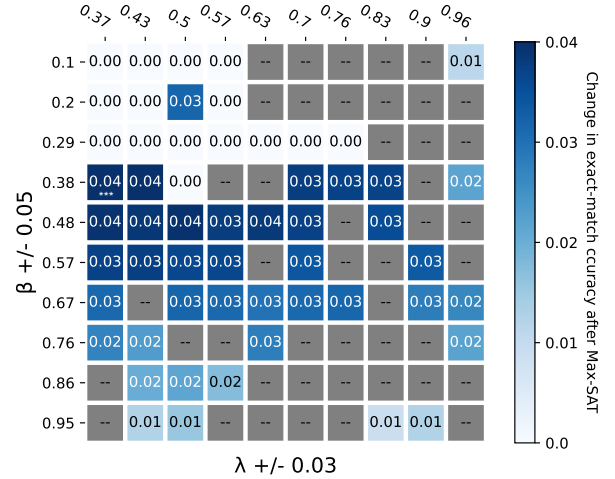 0.37 0.43 0.5 0.57 0.63 0.7 0.76 0.83 0.9 0.96
0.1 0.00 0.00 0.00 0.00 -- -- -- -- -- 0.01
0.2 0.00 0.00 0.03 0.00 -- -- -- -- -- --
0.29 0.00 0.00 0.00 0.00 0.00 0.00 0.00 -- -- --
0.38 0.04 0.04 0.00 -- -- 0.03 0.03 0.03 -- 0.02
***
0.48 0.04 0.04 0.04 0.03 0.04 0.03 -- 0.03 -- --
0.57 0.03 0.03 0.03 0.03 -- 0.03 -- -- 0.03 --
0.67 0.03 -- 0.03 0.03 0.03 0.03 0.03 -- 0.03 0.02
0.76 0.02 0.02 -- -- 0.03 -- -- -- -- 0.02
0.86 -- 0.02 0.02 0.02 -- -- -- -- -- --
0.95 -- 0.01 0.01 -- -- -- -- 0.01 0.01 --
β +/- 0.05
λ +/- 0.03
0.04
0.03
0.02
0.01
0.0
Change in exact-match ccuracy after Max-SAT